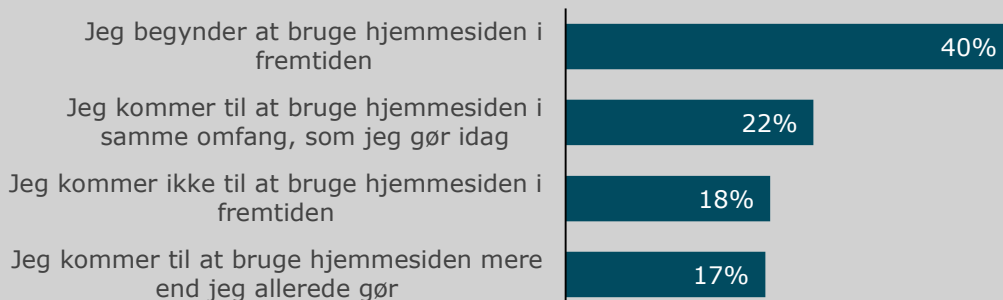 Jeg begynder at bruge hjemmesiden i
fremtiden
40%
Jeg kommer til at bruge hjemmesiden i
samme omfang, som jeg gør idag
22%
Jeg kommer ikke til at bruge hjemmesiden i
fremtiden
18%
Jeg kommer til at bruge hjemmesiden mere
end jeg allerede gør
17%